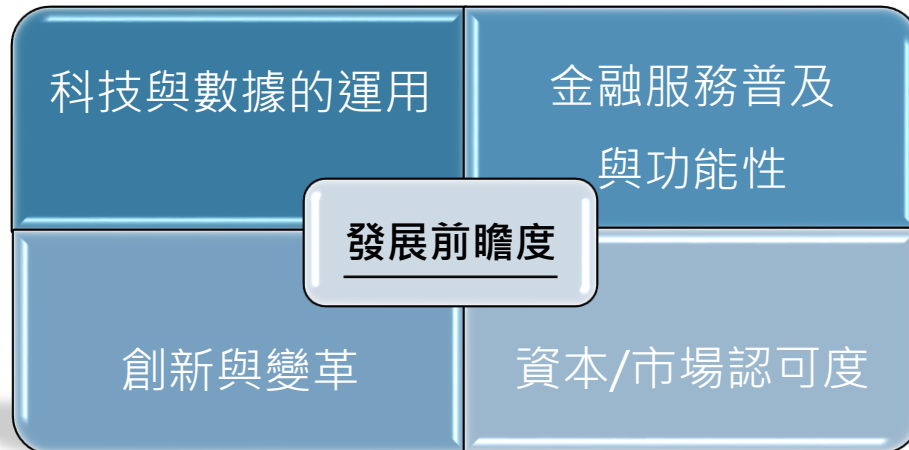 科技與數據的運用
金融服務普及
與功能性
發展前瞻度
創新與變革
資本/市場認可度